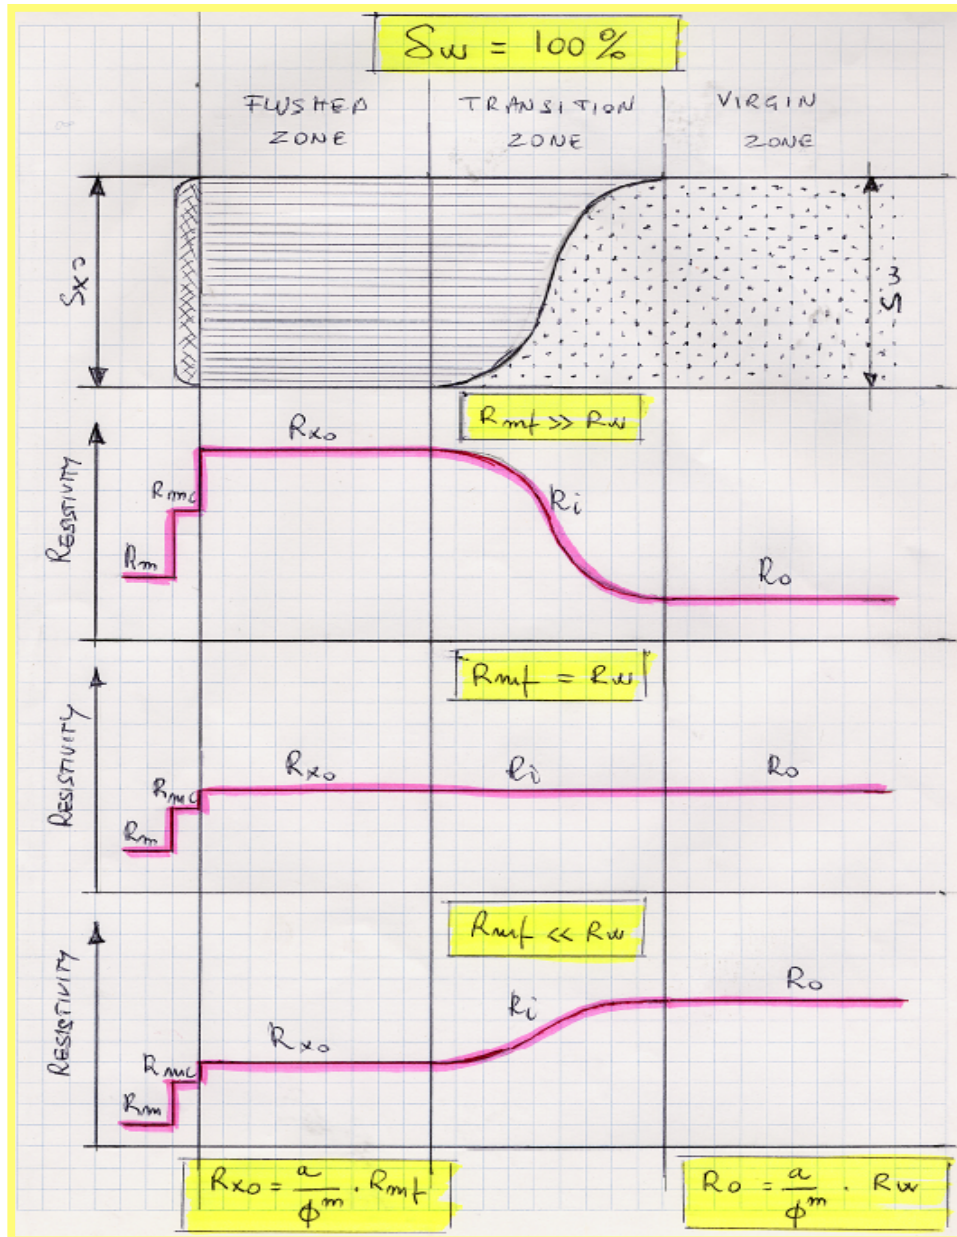 Sw = 100%
FLUSHED ZONE
TRANSITION ZONE
VIRGIN ZONE
Sxo
Sw
Rmf >> Rw
RESISTIVITY
Rm
Rmc
Rxo
Ri
Ro
Rmf = Rw
RESISTIVITY
Rm
Rmc
Rxo
Ri
Ro
Rmf << Rw
RESISTIVITY
Rm
Rmc
Rxo
Ri
Ro
Rxo = a/ϕ^m · Rmf
Ro = a/ϕ^m · Rw